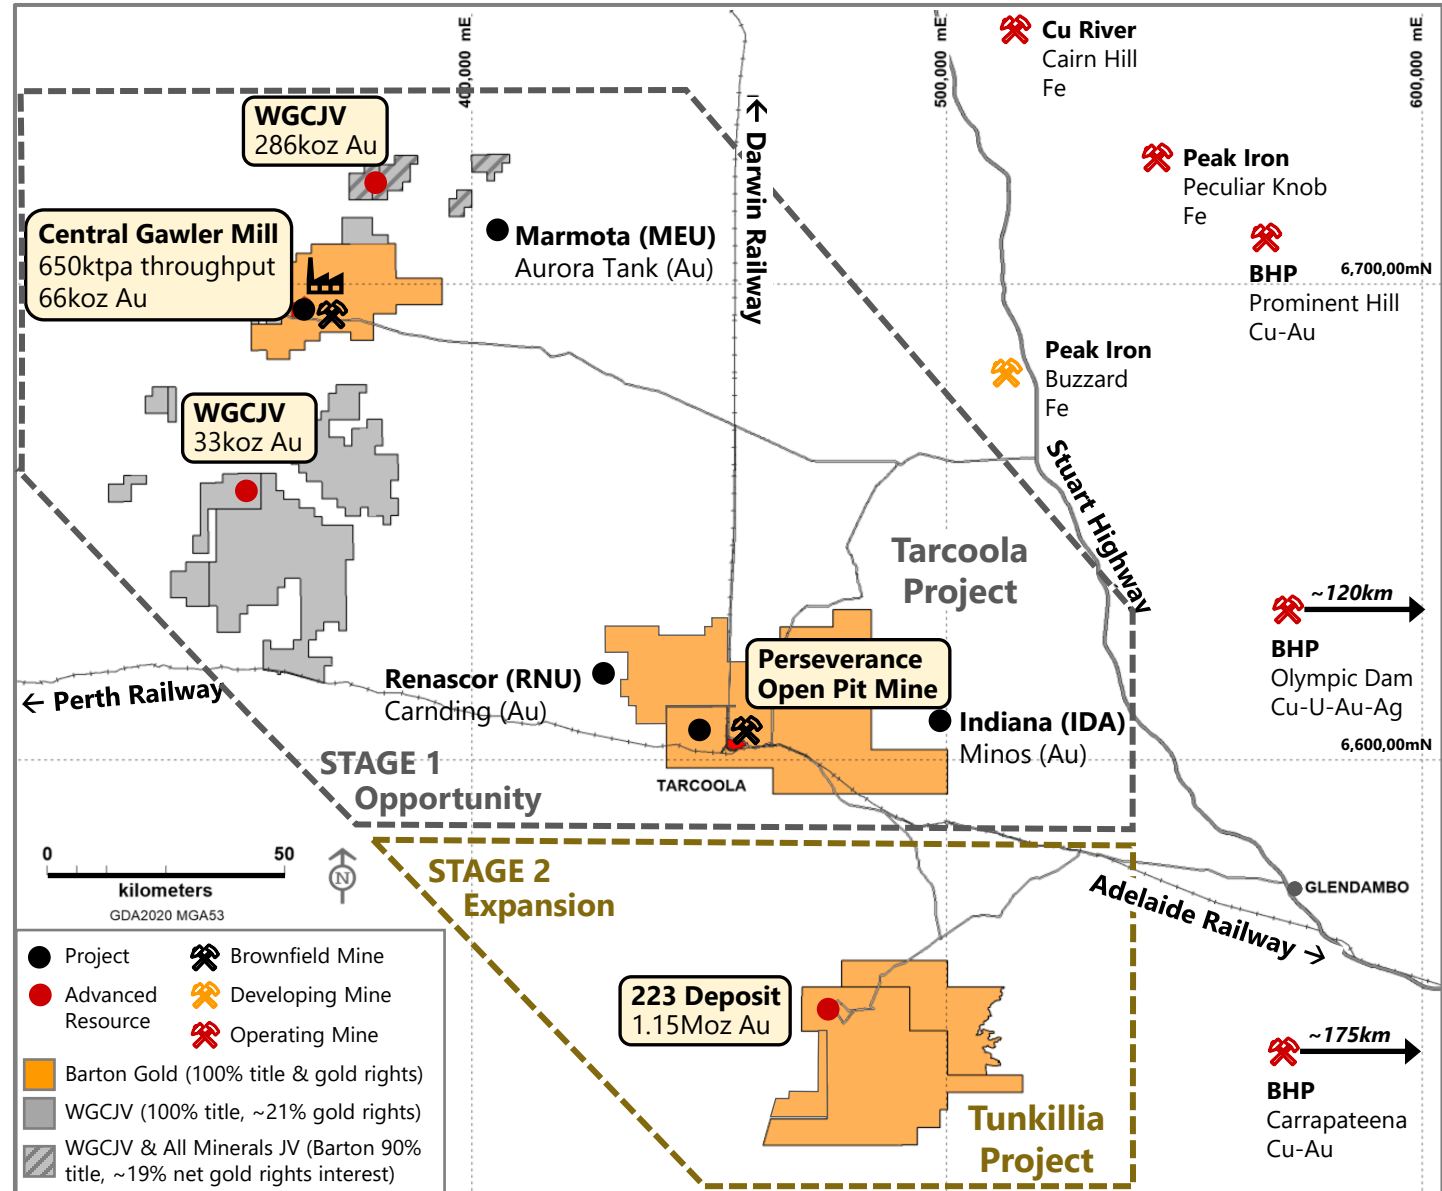 400,000 mE
500,000 mE
600,000 mE
Cu River
Cairn Hill
Fe
WGCJV
286koz Au
← Darwin Railway
Peak Iron
Peculiar Knob
Fe
Central Gawler Mill
650ktpa throughput
66koz Au
Marmota (MEU)
Aurora Tank (Au)
6,700,00mN
BHP
Prominent Hill
Cu-Au
Peak Iron
Buzzard
Fe
WGCJV
33koz Au
Stuart Highway
Tarcoola
Project
~120km
BHP
Olympic Dam
Cu-U-Au-Ag
Perseverance
Open Pit Mine
Renascor (RNU)
Carnding (Au)
← Perth Railway
Indiana (IDA)
Minos (Au)
6,600,00mN
STAGE 1
Opportunity
TARCOOLA
0 50
kilometers
GDA2020 MGA53
N
STAGE 2
Expansion
GLENDAMBO
Adelaide Railway →
223 Deposit
1.15Moz Au
~175km
BHP
Carrapateena
Cu-Au
Tunkillia
Project
Project
Brownfield Mine
Advanced
Resource
Developing Mine
Operating Mine
Barton Gold (100% title & gold rights)
WGCJV (100% title, ~21% gold rights)
WGCJV & All Minerals JV (Barton 90%
title, ~19% net gold rights interest)